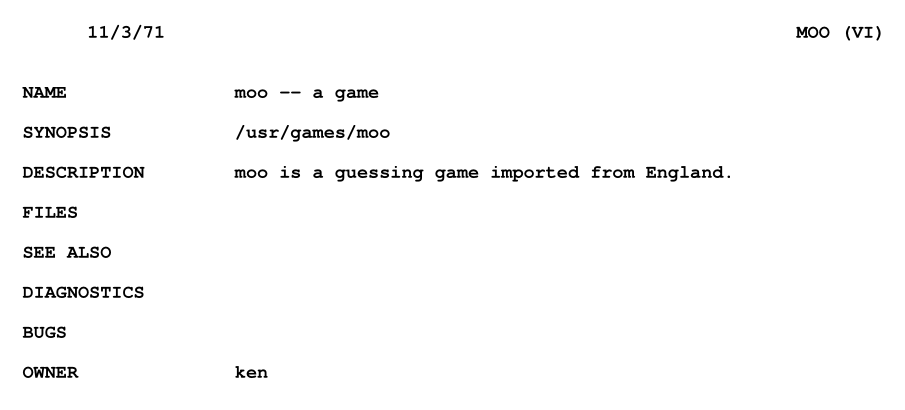 11/3/71 MOO (VI)
NAME moo -- a game
SYNOPSIS /usr/games/moo
DESCRIPTION moo is a guessing game imported from England.
FILES
SEE ALSO
DIAGNOSTICS
BUGS
OWNER ken